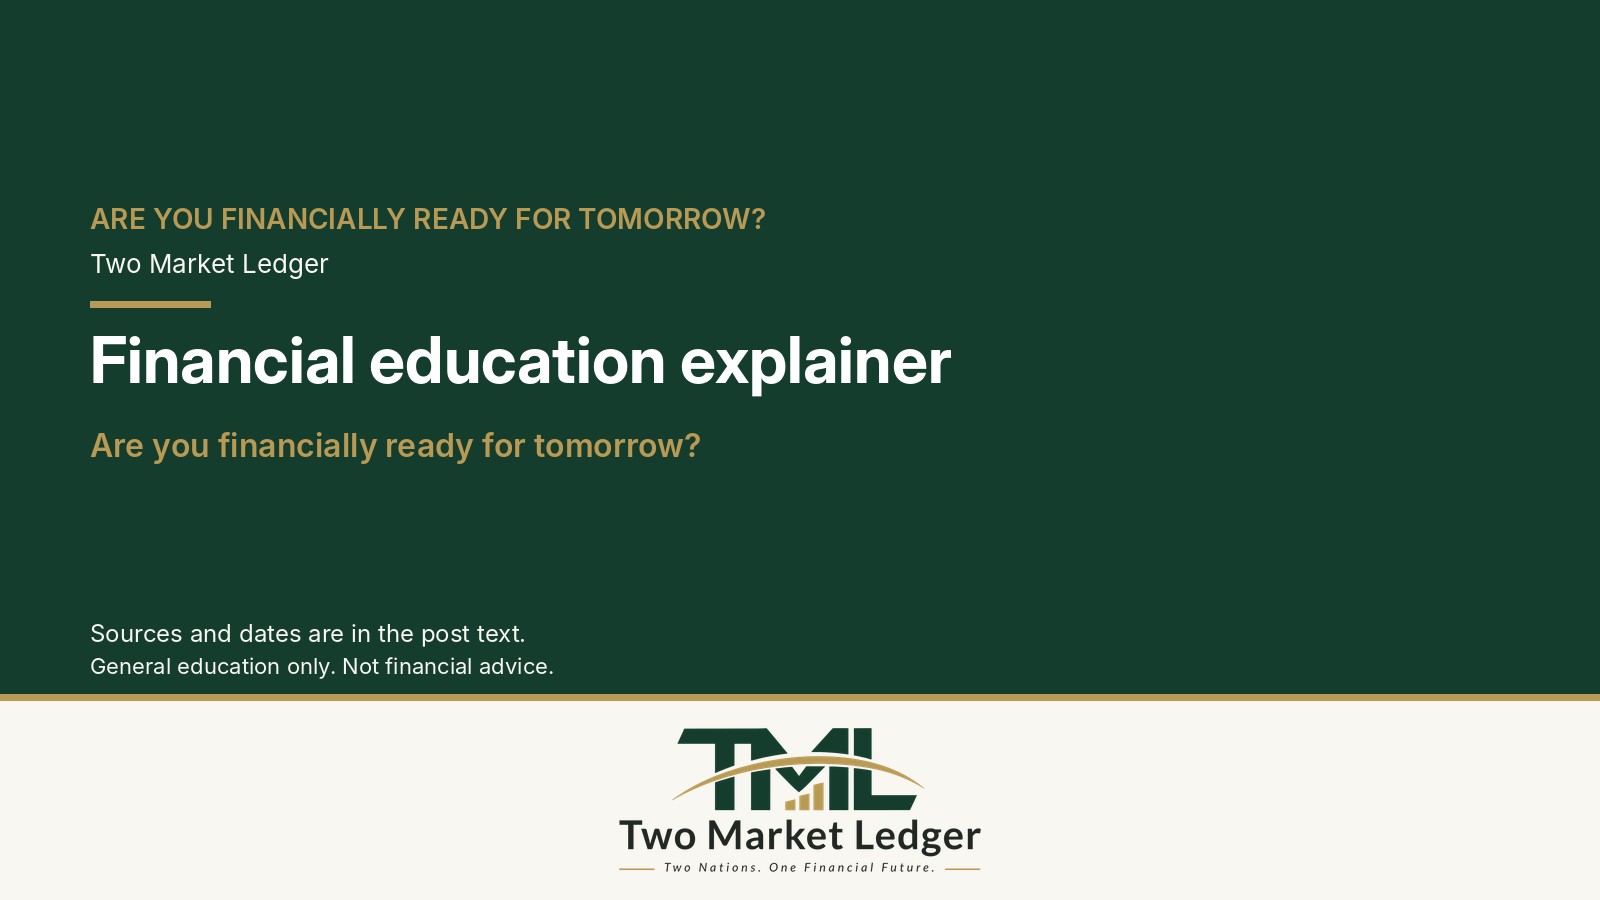 ARE YOU FINANCIALLY READY FOR TOMORROW?
Two Market Ledger
Financial education explainer
Are you financially ready for tomorrow?
Sources and dates are in the post text.
General education only. Not financial advice.
TML
Two Market Ledger
Two Nations. One Financial Future.